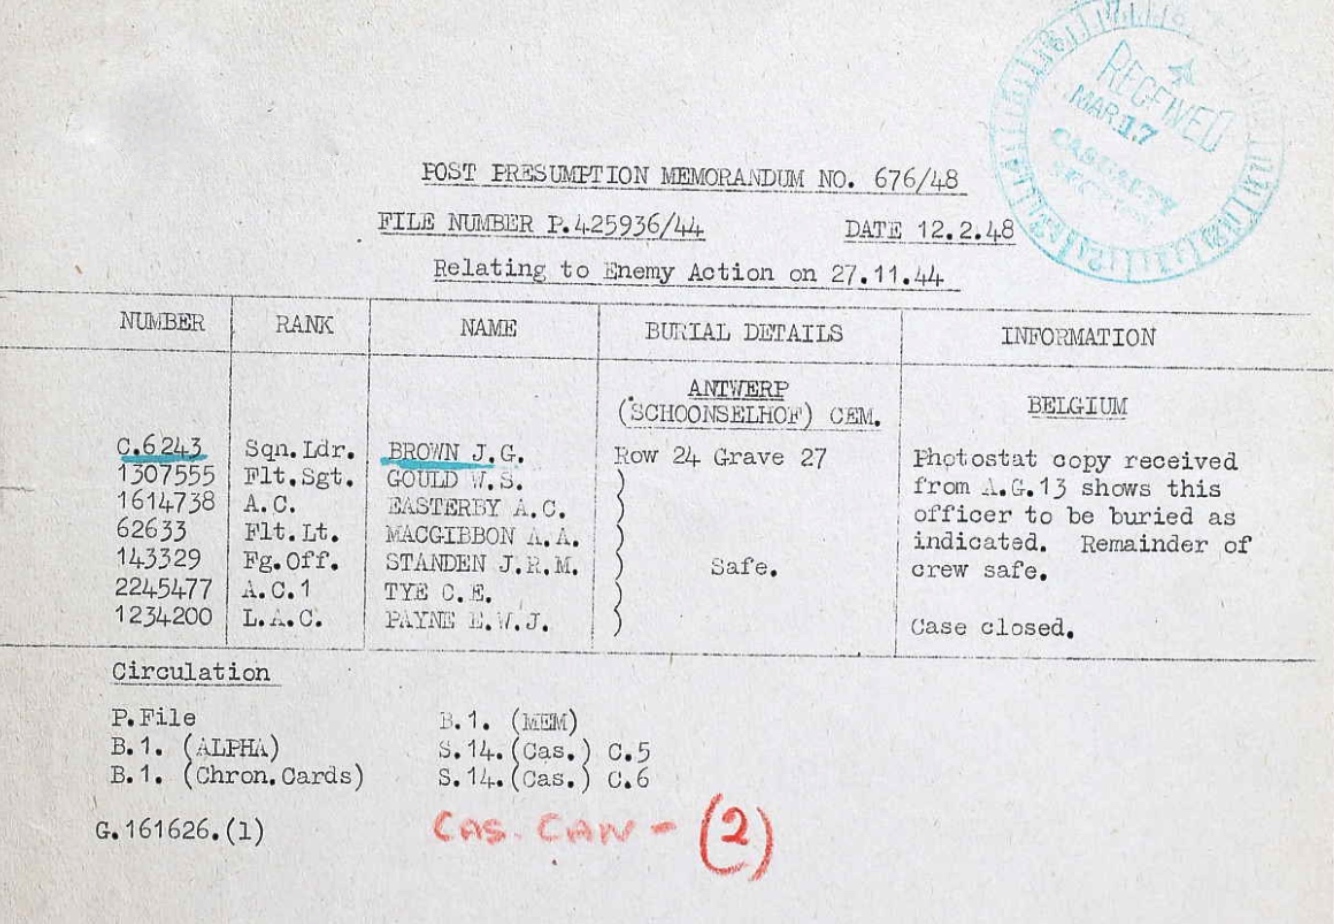 RECEIVED
MAR 17
CASUALTY
SECTION
POST PRESUMPTION MEMORANDUM NO. 676/48
FILE NUMBER P.425936/44 DATE 12.2.48
Relating to Enemy Action on 27.11.44
NUMBER RANK NAME BURIAL DETAILS INFORMATION
ANTWERP BELGIUM
(SCHOONSELHOF) CEM.
C.6243 Sqn.Ldr. BROWN J.G. Row 24 Grave 27 Photostat copy received
1307555 Flt.Sgt. GOULD W.S. ) from A.G.13 shows this
1614738 A.C. EASTERBY A.C. ) officer to be buried as
62633 Flt.Lt. MACGIBBON A.A. ) indicated. Remainder of
143329 Fg.Off. STANDEN J.R.M. ) Safe. crew safe.
2245477 A.C.1 TYE C.E. )
1234200 L.A.C. PAYNE E.W.J. ) Case closed.
Circulation
P.File B.1. (MEM)
B.1. (ALPHA) S.14.(Cas.) C.5
B.1. (Chron.Cards) S.14.(Cas.) C.6
G.161626.(1) CAS. CAN - (2)